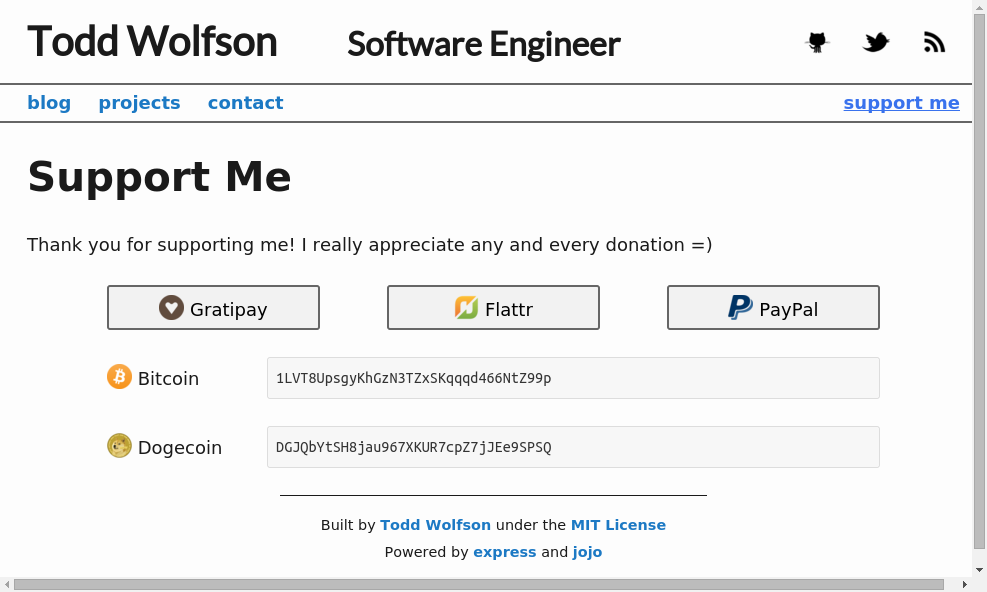 Todd Wolfson Software Engineer
blog projects contact support me
Support Me
Thank you for supporting me! I really appreciate any and every donation =)
Gratipay Flattr PayPal
Bitcoin 1LVT8UpsgyKhGzN3TZxSKqqqd466NtZ99p
Dogecoin DGJQbYtSH8jau967XKUR7cpZ7jJEe9SPSQ
Built by Todd Wolfson under the MIT License
Powered by express and jojo